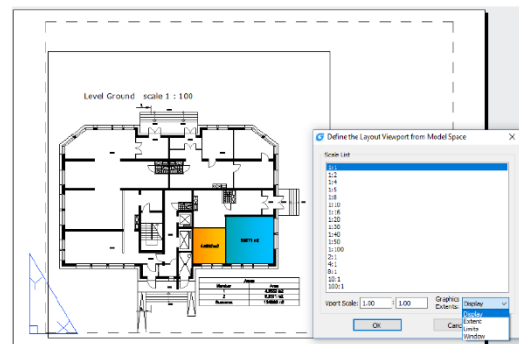 Level Ground scale 1 : 100
Define the Layout Viewport from Model Space
Scale List
1:1
1:2
1:4
1:5
1:8
1:10
1:16
1:20
1:30
1:40
1:50
1:100
2:1
4:1
8:1
10:1
100:1
Vport Scale: 1.00 : 1.00
Graphics Extents: Display
Display
Extent
Limits
Window
OK
Areas
Number Area
1
2